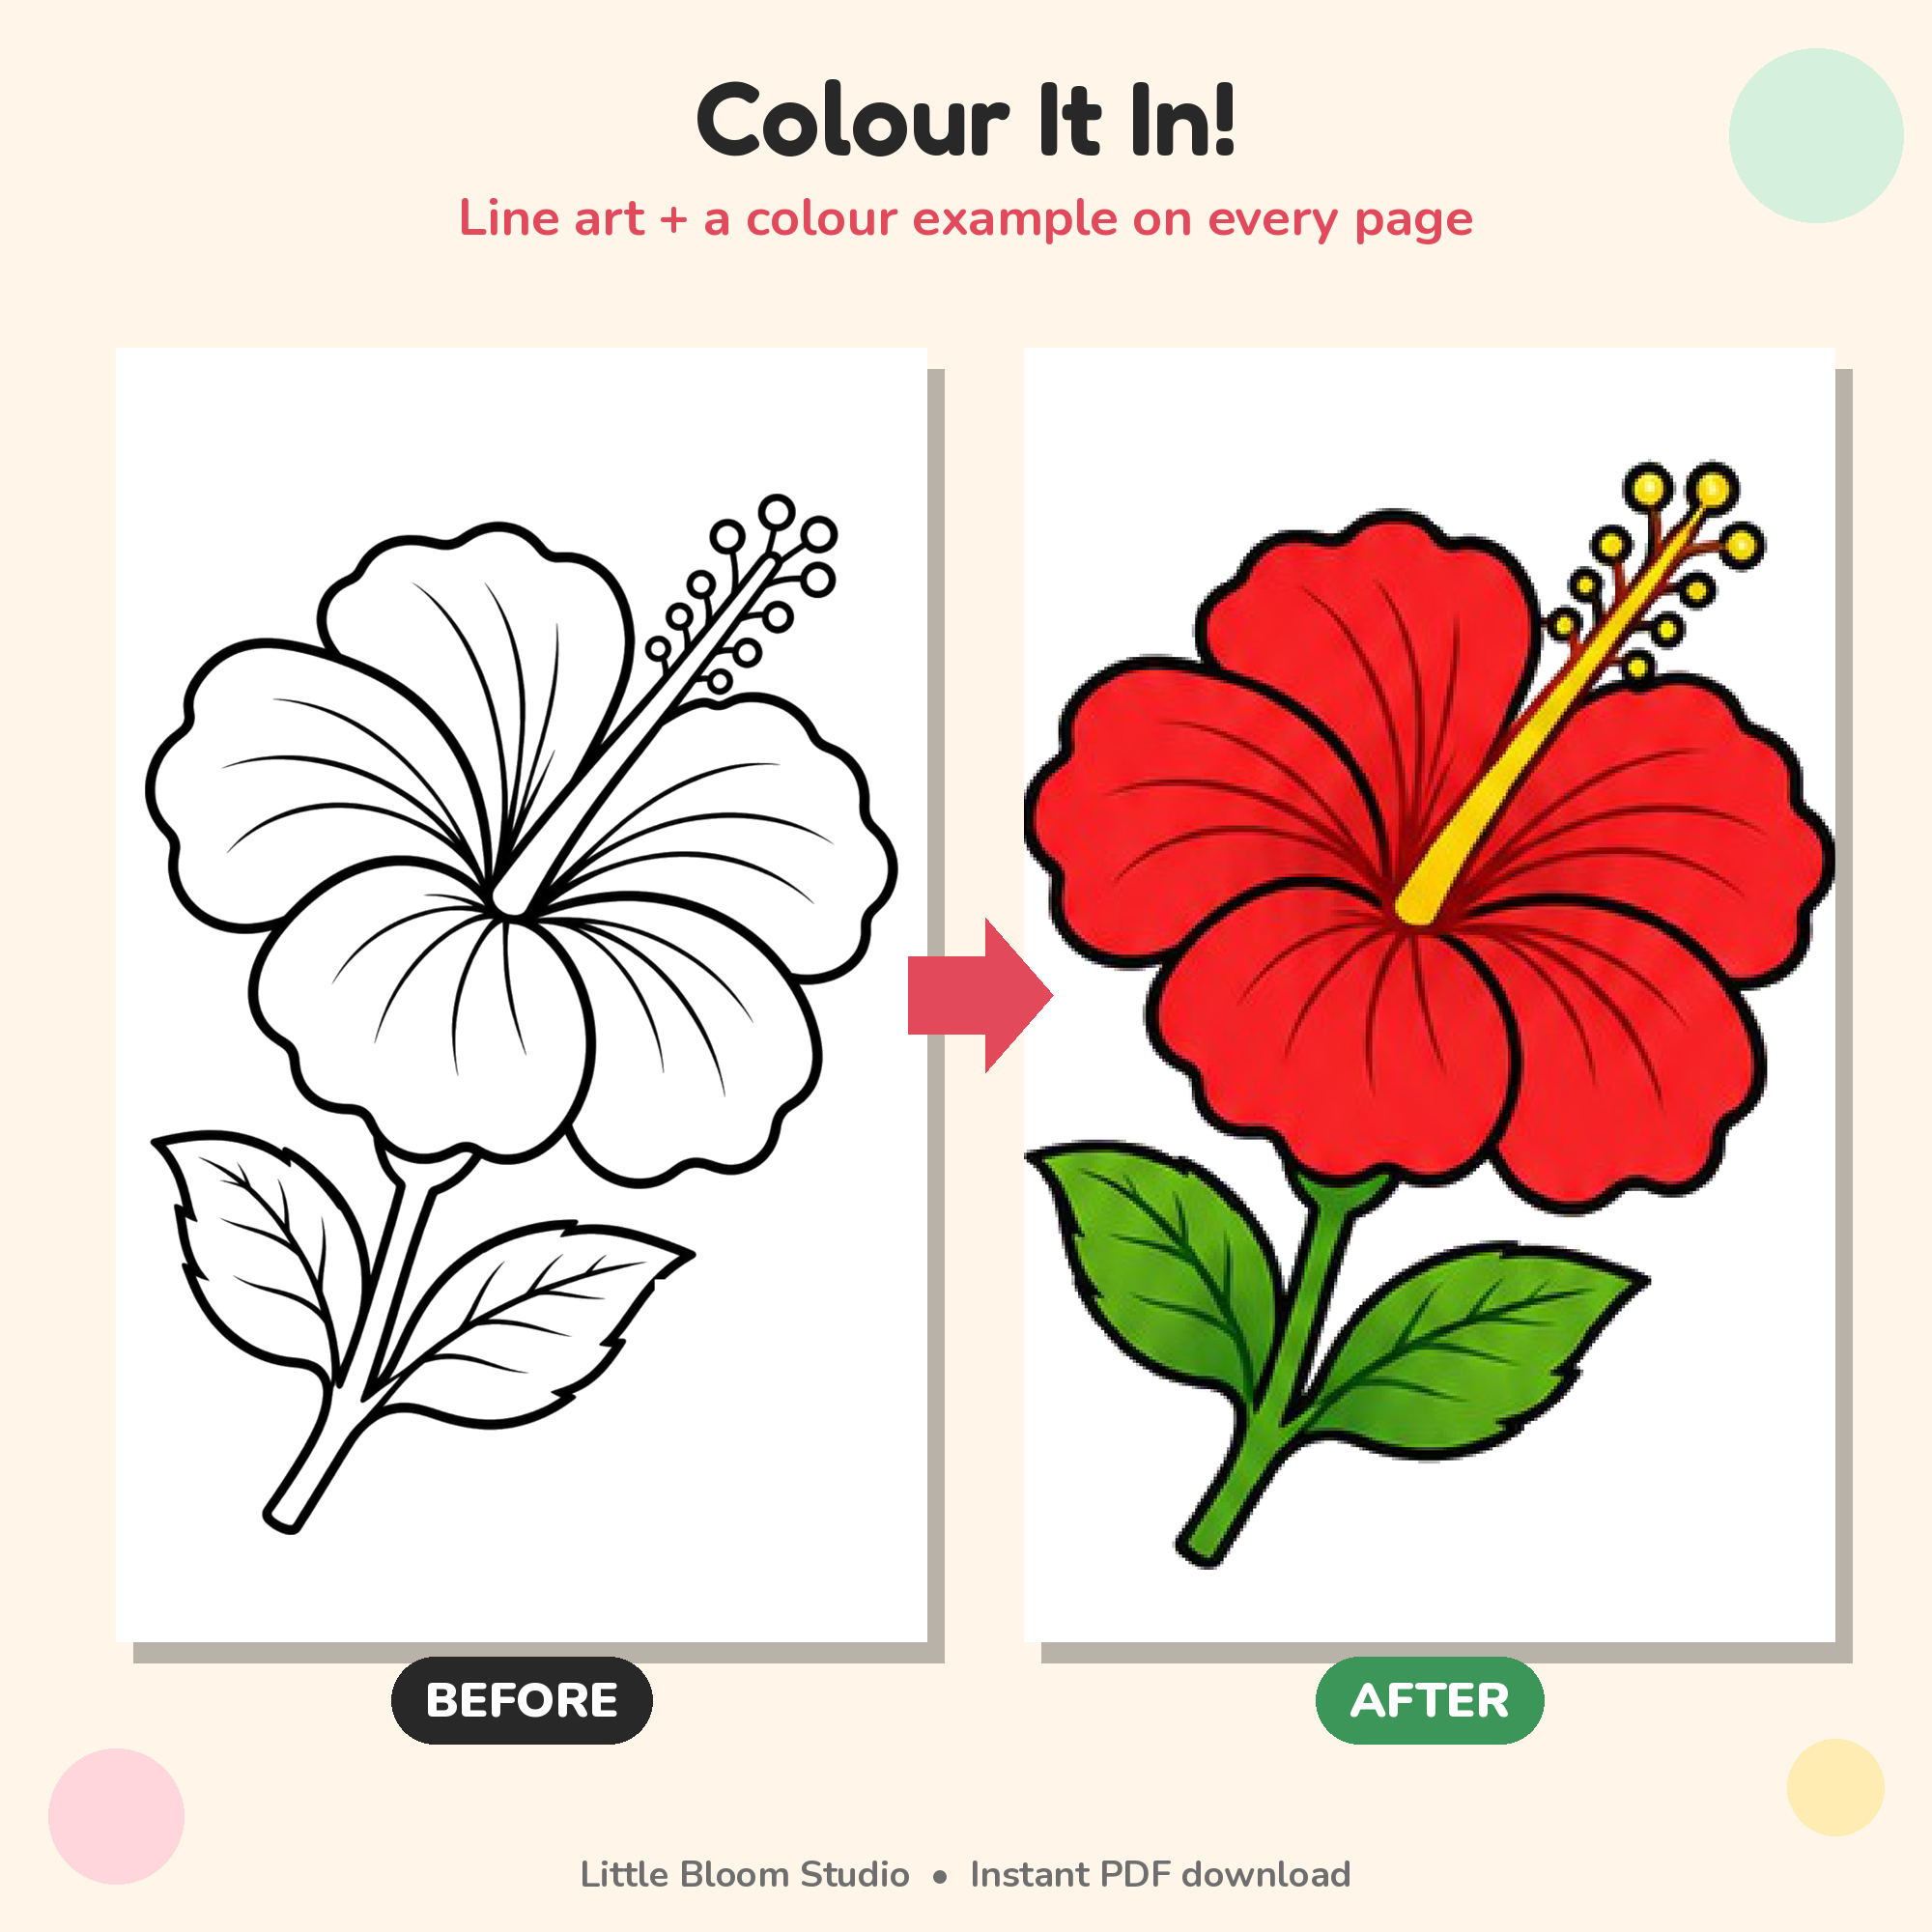 Colour It In!
Line art + a colour example on every page
BEFORE
AFTER
Little Bloom Studio • Instant PDF download